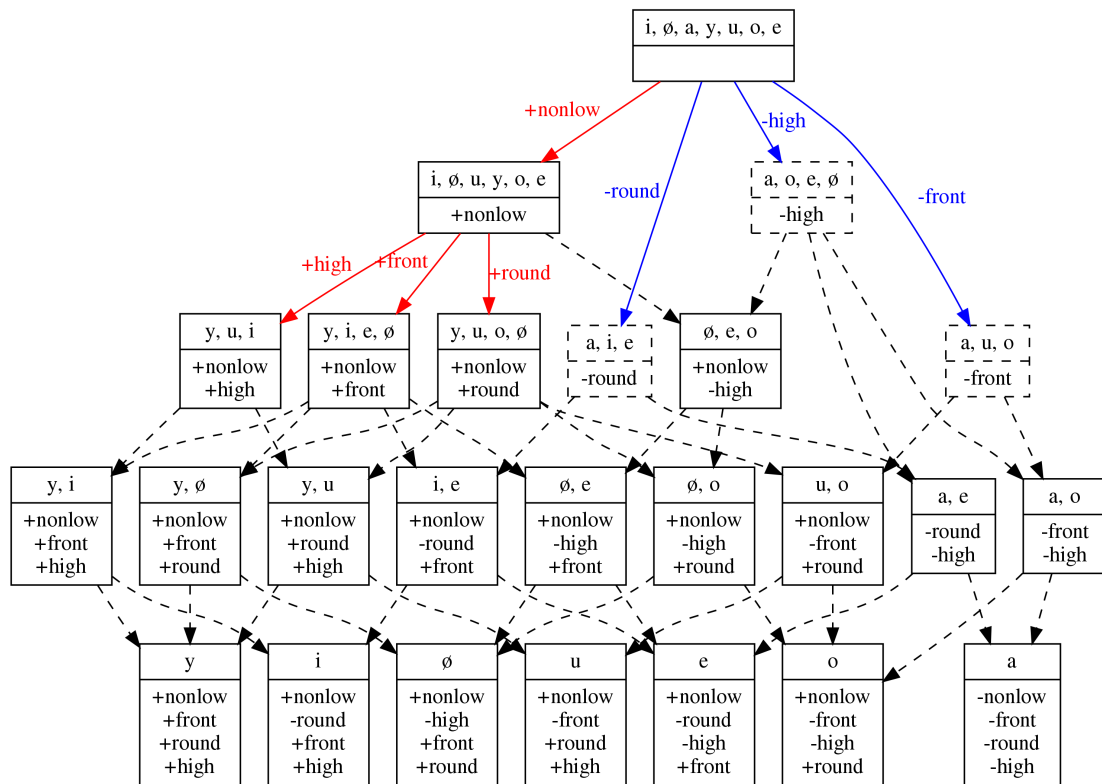 i, ø, a, y, u, o, e
+nonlow
-high
-round
-front
i, ø, u, y, o, e
+nonlow
a, o, e, ø
-high
+high
+front
+round
y, u, i
+nonlow
+high
y, i, e, ø
+nonlow
+front
y, u, o, ø
+nonlow
+round
a, i, e
-round
ø, e, o
+nonlow
-high
a, u, o
-front
y, i
+nonlow
+front
+high
y, ø
+nonlow
+front
+round
y, u
+nonlow
+round
+high
i, e
+nonlow
-round
+front
ø, e
+nonlow
-high
+front
ø, o
+nonlow
-high
+round
u, o
+nonlow
-front
+round
a, e
-round
-high
a, o
-front
-high
y
+nonlow
+front
+round
+high
i
+nonlow
-round
+front
+high
ø
+nonlow
-high
+front
+round
u
+nonlow
-front
+round
+high
e
+nonlow
-round
-high
+front
o
+nonlow
-front
-high
+round
a
-nonlow
-front
-round
-high